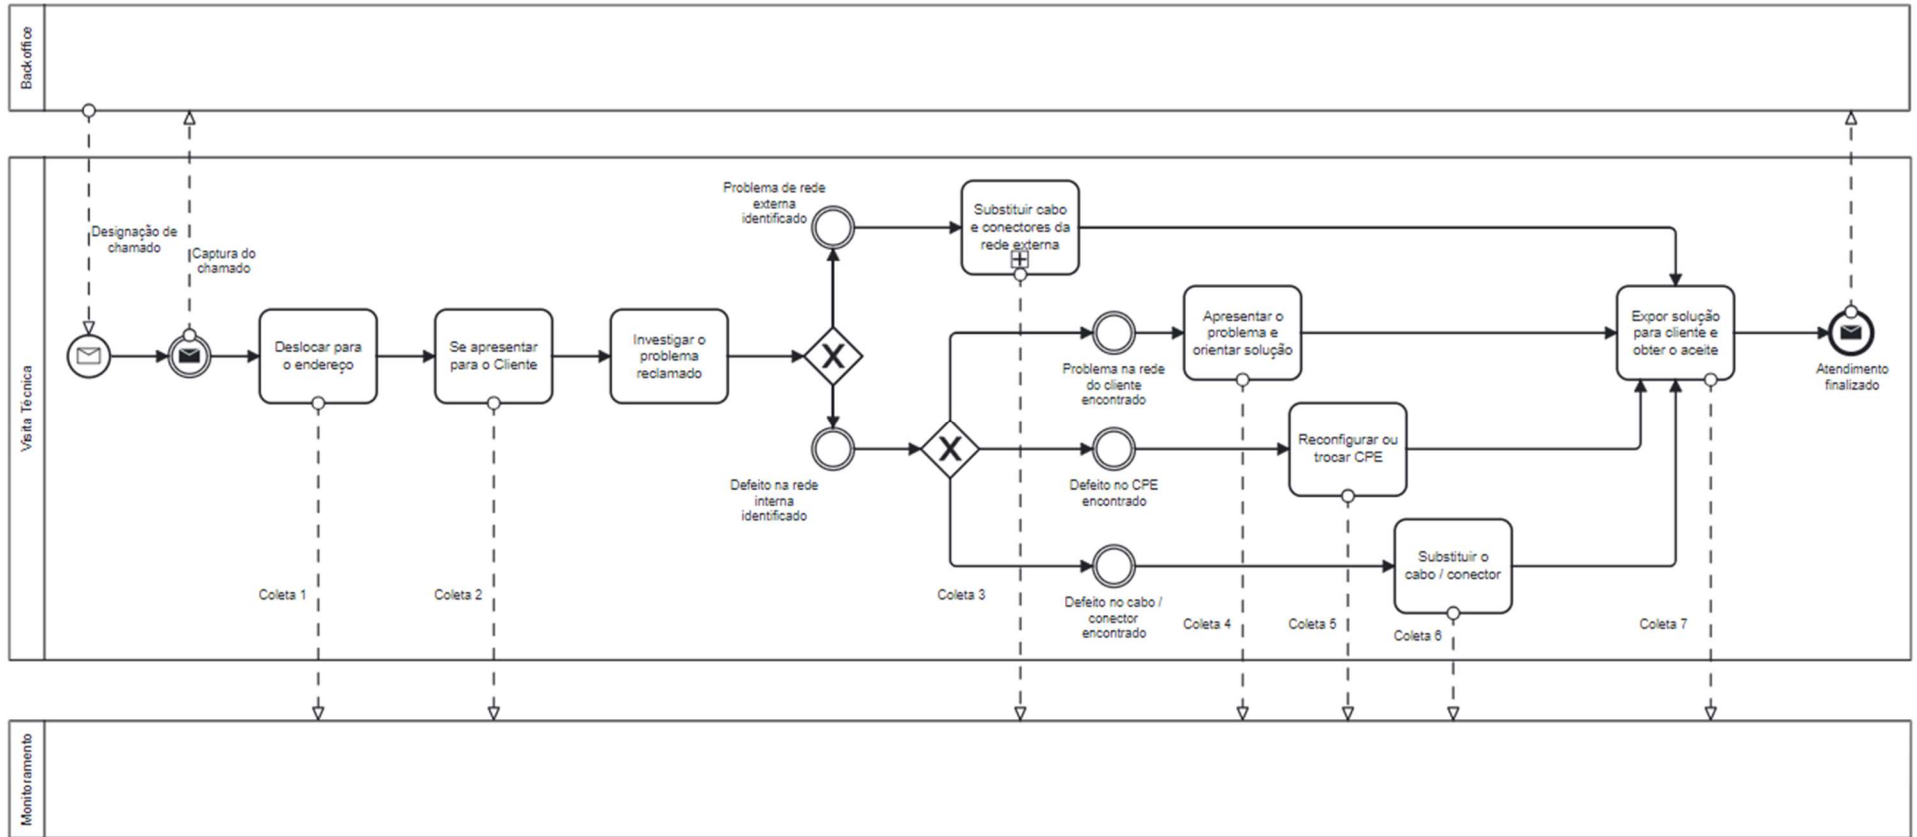 Backoffice
Visita Técnica
Monitoramento
Designação de
chamado
Captura do
chamado
Deslocar para
o endereço
Se apresentar
para o Cliente
Investigar o
problema
reclamado
Problema de rede
externa
identificado
Defeito na rede
interna
identificado
Substituir cabo
e conectores da
rede externa
Problema na rede
do cliente
encontrado
Defeito no CPE
encontrado
Defeito no cabo /
conector
encontrado
Apresentar o
problema e
orientar solução
Reconfigurar ou
trocar CPE
Substituir o
cabo / conector
Expor solução
para cliente e
obter o aceite
Atendimento
finalizado
Coleta 1
Coleta 2
Coleta 3
Coleta 4
Coleta 5
Coleta 6
Coleta 7